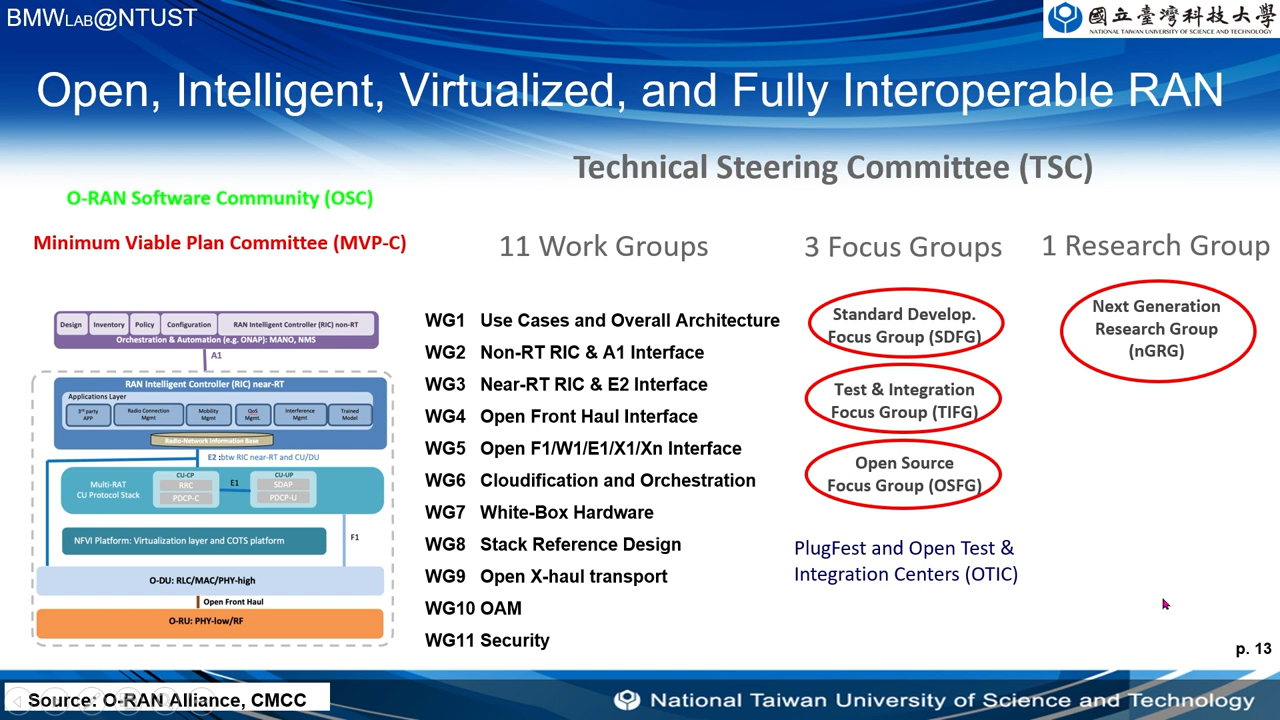 BMWLAB@NTUST
國立臺灣科技大學
NATIONAL TAIWAN UNIVERSITY OF SCIENCE AND TECHNOLOGY
Open, Intelligent, Virtualized, and Fully Interoperable RAN
Technical Steering Committee (TSC)
O-RAN Software Community (OSC)
Minimum Viable Plan Committee (MVP-C)
11 Work Groups
3 Focus Groups
1 Research Group
Design
Inventory
Policy
Configuration
RAN Intelligent Controller (RIC) non-RT
Orchestration & Automation (e.g. ONAP): MANO, NMS
A1
RAN Intelligent Controller (RIC) near-RT
Applications Layer
3rd party
APP
Radio Connection
Mgmt
Mobility
Mgmt
QoS
Mgmt.
Interference
Mgmt
Trained
Model
Radio-Network Information Base
E2 :btw RIC near-RT and CU/DU
Multi-RAT
CU Protocol Stack
CU-CP
RRC
PDCP-C
E1
CU-UP
SDAP
PDCP-U
NFVI Platform: Virtualization layer and COTS platform
F1
O-DU: RLC/MAC/PHY-high
Open Front Haul
O-RU: PHY-low/RF
WG1 Use Cases and Overall Architecture
WG2 Non-RT RIC & A1 Interface
WG3 Near-RT RIC & E2 Interface
WG4 Open Front Haul Interface
WG5 Open F1/W1/E1/X1/Xn Interface
WG6 Cloudification and Orchestration
WG7 White-Box Hardware
WG8 Stack Reference Design
WG9 Open X-haul transport
WG10 OAM
WG11 Security
Standard Develop.
Focus Group (SDFG)
Test & Integration
Focus Group (TIFG)
Open Source
Focus Group (OSFG)
PlugFest and Open Test &
Integration Centers (OTIC)
Next Generation
Research Group
(nGRG)
p. 13
Source: O-RAN Alliance, CMCC
National Taiwan University of Science and Technology